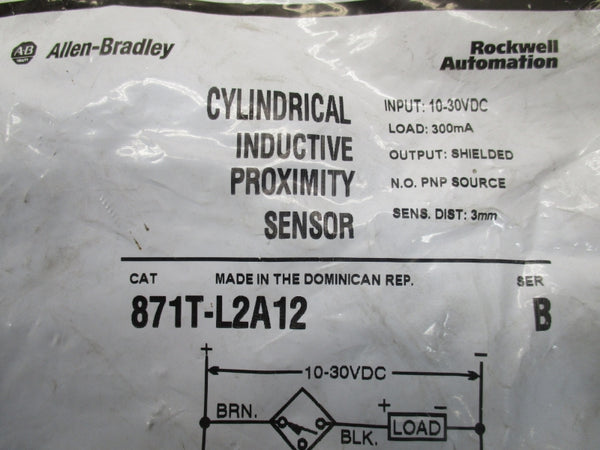 AB Allen-Bradley
Rockwell
Automation
CYLINDRICAL
INDUCTIVE
PROXIMITY
SENSOR
INPUT: 10-30VDC
LOAD: 300mA
OUTPUT: SHIELDED
N.O. PNP SOURCE
SENS. DIST: 3mm
CAT MADE IN THE DOMINICAN REP. SER
871T-L2A12 B
+ −
10-30VDC
BRN. + −
BLK. LOAD